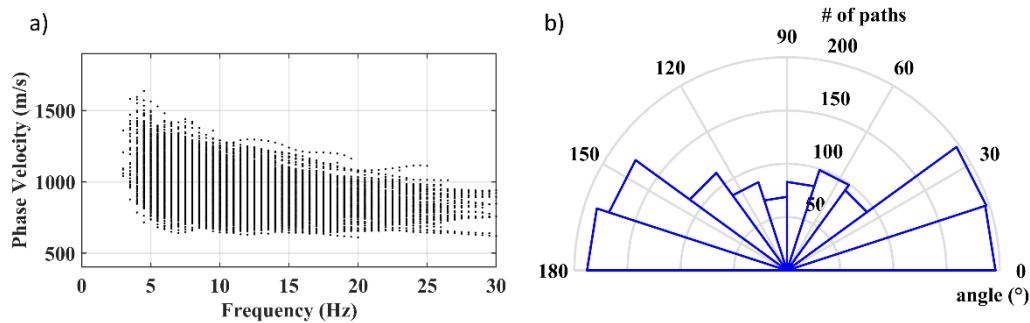 a)
Phase Velocity (m/s)
1500
1000
500
0 5 10 15 20 25 30
Frequency (Hz)
b)
# of paths
90
200
120 60
150
150 100 30
50
180 0
angle (°)